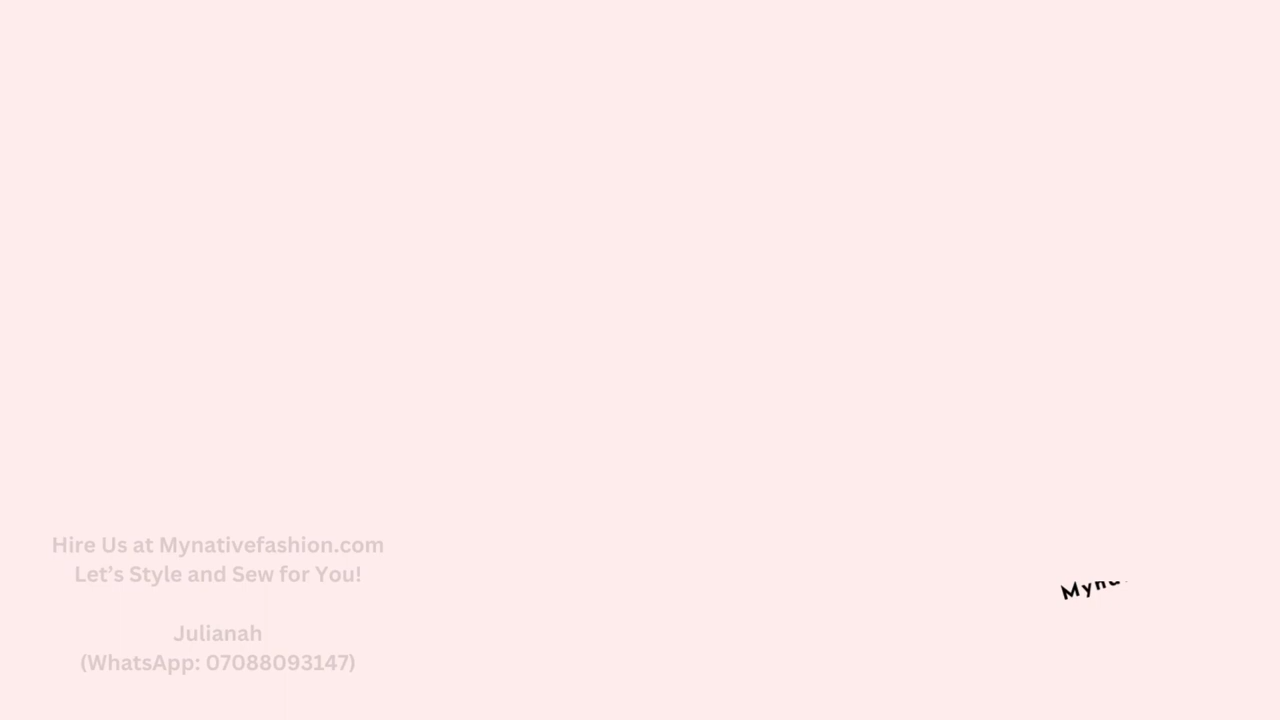 Hire Us at Mynativefashion.com
Let's Style and Sew for You!
Julianah
(WhatsApp: 07088093147)